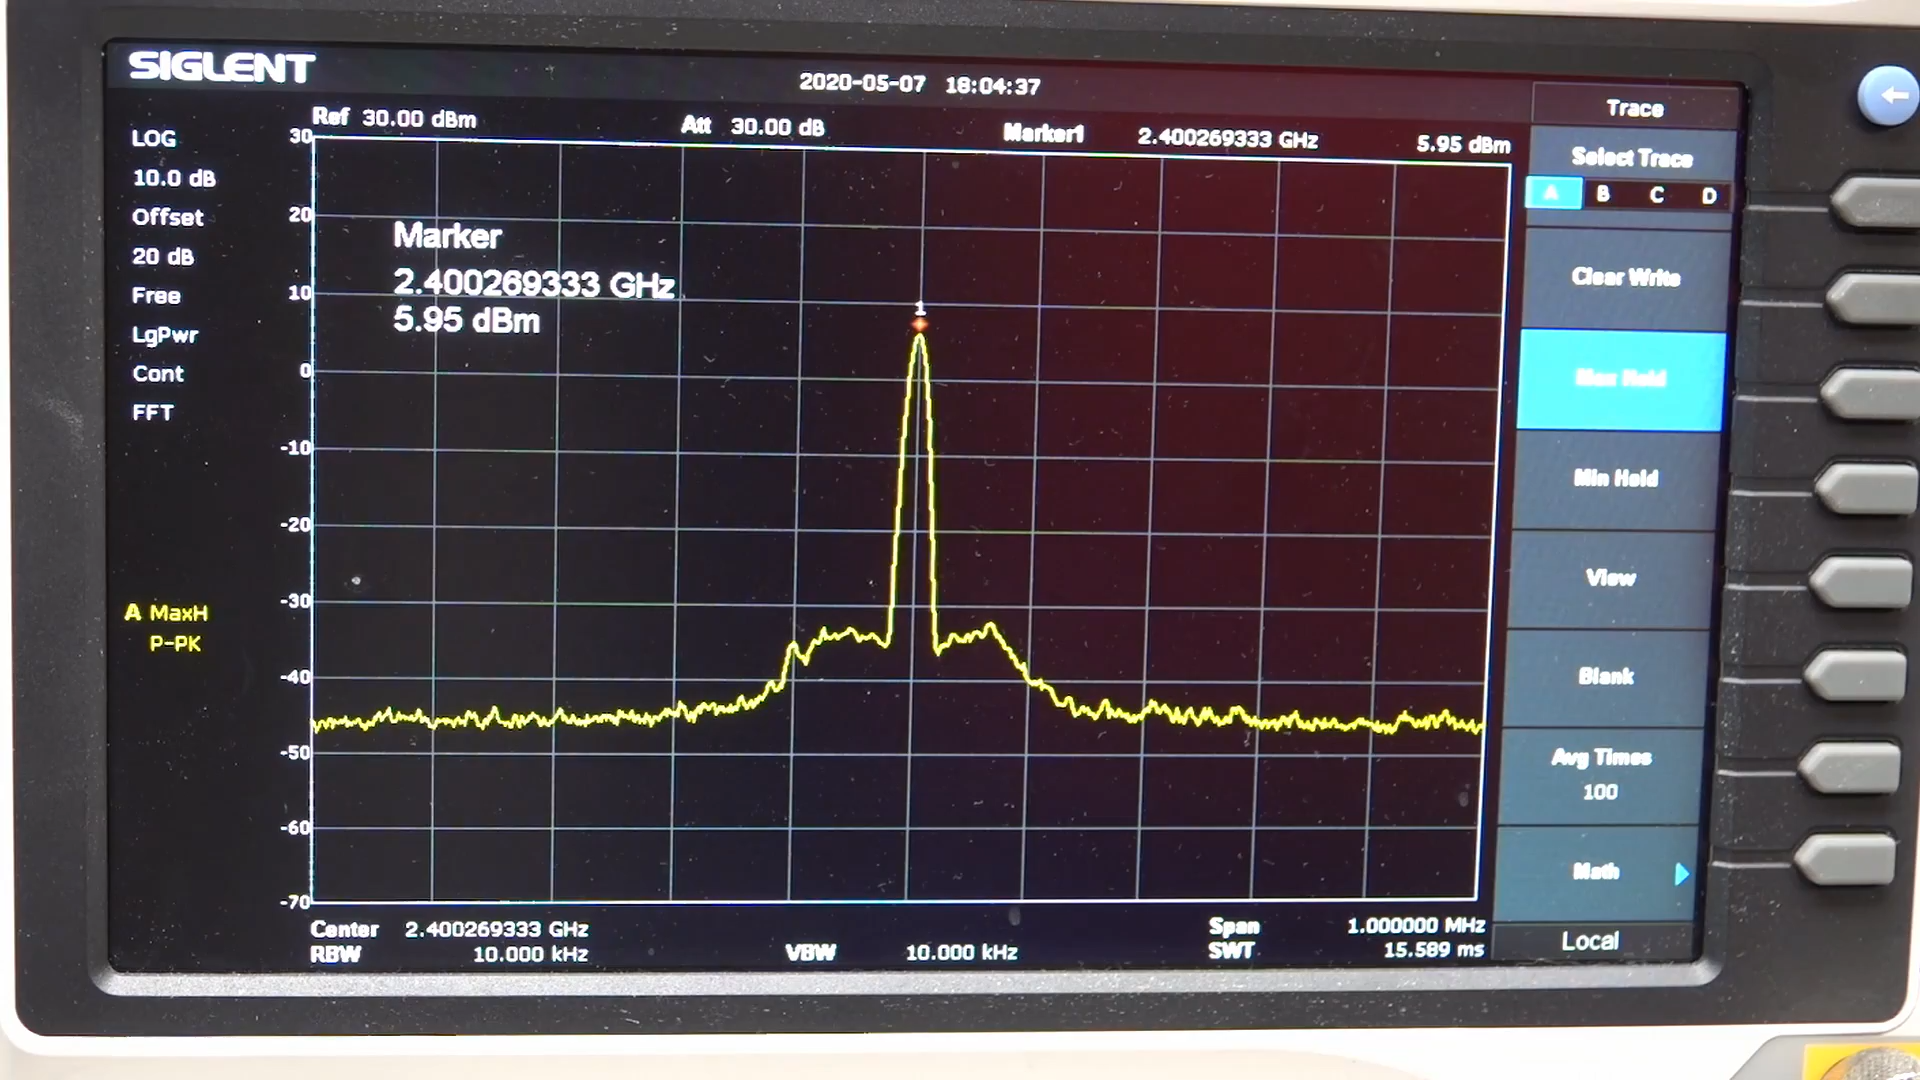 SIGLENT
2020-05-07 18:04:37
Ref 30.00 dBm Att 30.00 dB Marker1 2.400269333 GHz 5.95 dBm
LOG
10.0 dB
Offset
20 dB
Free
LgPwr
Cont
FFT
A MaxH
P-PK
30
20
10
0
-10
-20
-30
-40
-50
-60
-70
Marker
2.400269333 GHz
5.95 dBm
1
Center 2.400269333 GHz Span 1.000000 MHz
RBW 10.000 kHz VBW 10.000 kHz SWT 15.589 ms
Trace
Select Trace
A B C D
Clear Write
Max Hold
Min Hold
View
Blank
Avg Times
100
Math
Local